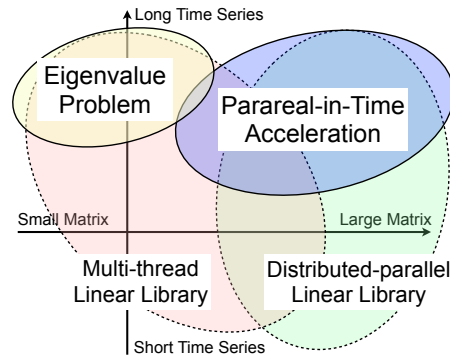 Long Time Series
Eigenvalue
Problem
Parareal-in-Time
Acceleration
Small Matrix
Large Matrix
Multi-thread
Linear Library
Distributed-parallel
Linear Library
Short Time Series